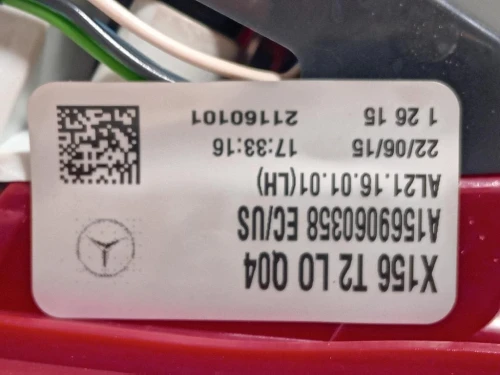 X156 T2 LO Q04
A1569060358 EC/US
AL21.16.01.01(LH)
22/06/15 17:33:16
1 26 15 21160101